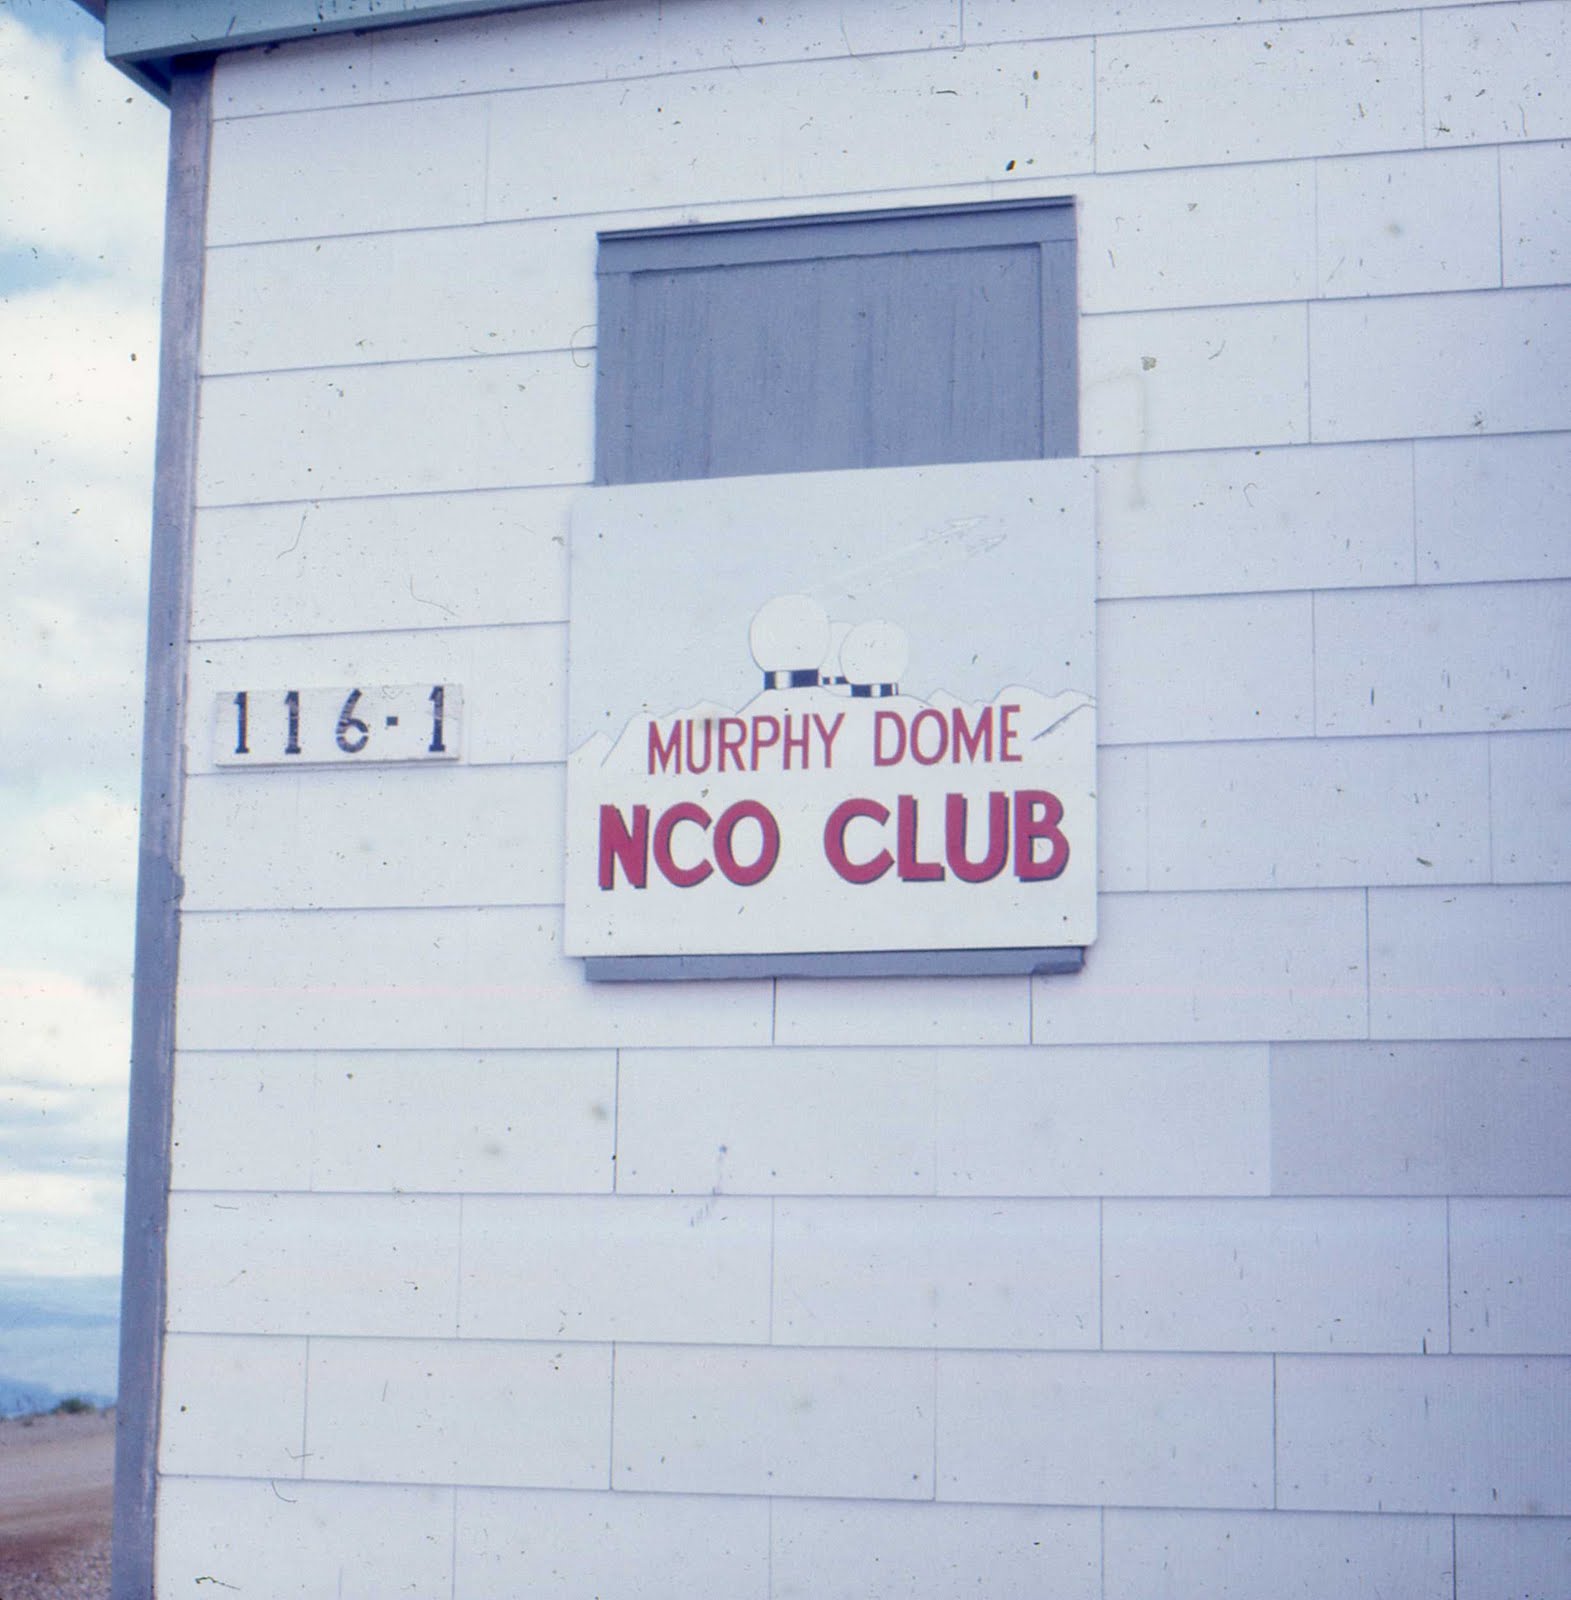 116-1
MURPHY DOME
NCO CLUB